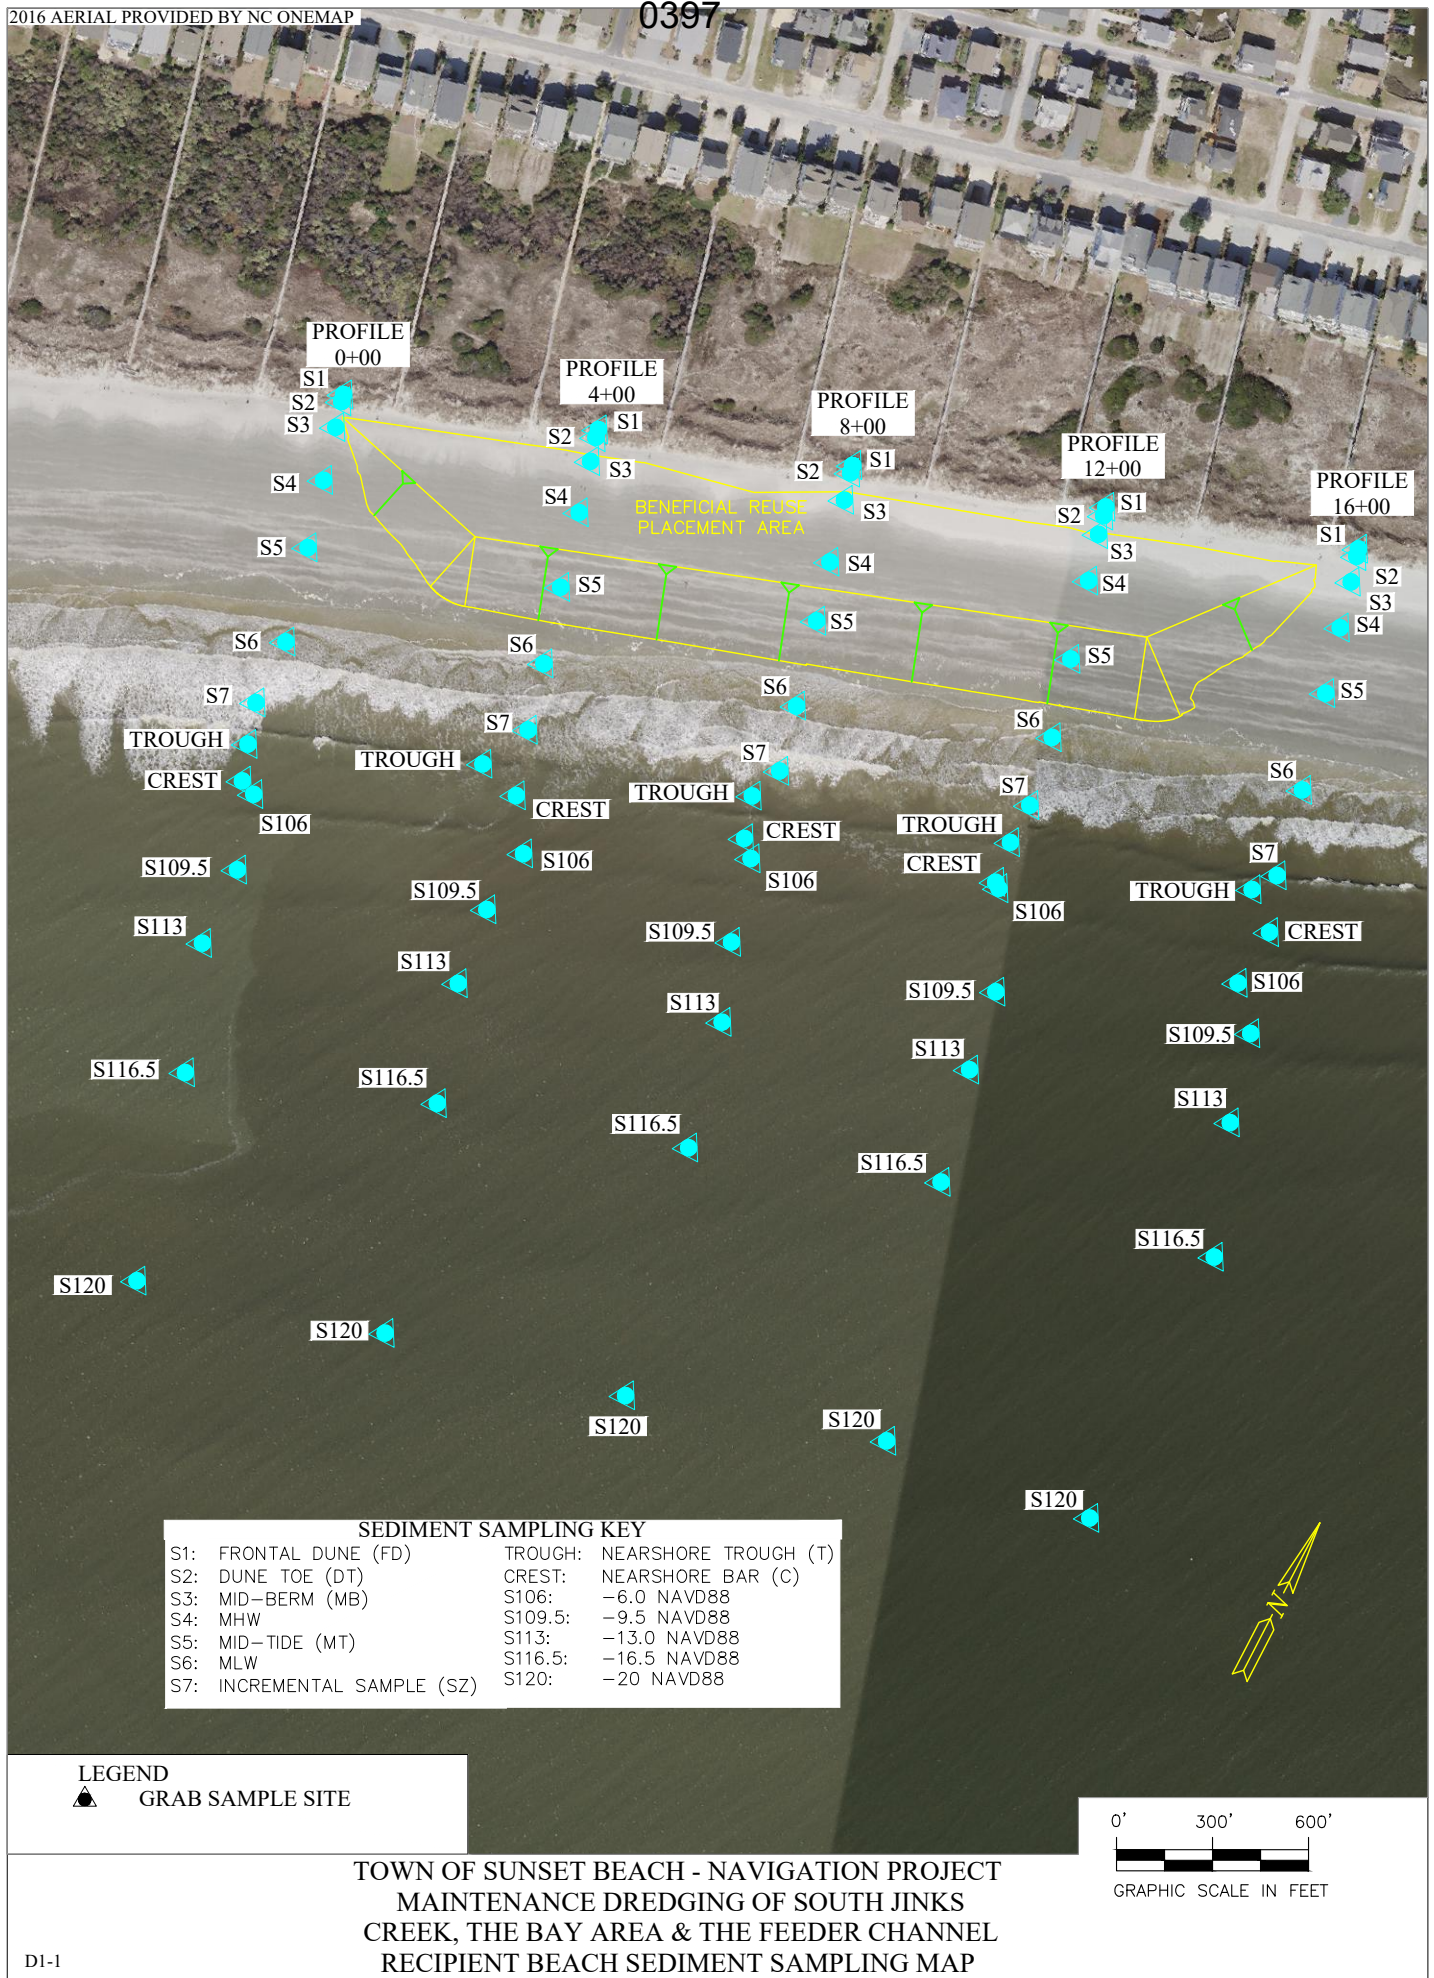 2016 AERIAL PROVIDED BY NC ONEMAP
0397
PROFILE
0+00
PROFILE
4+00
PROFILE
8+00
PROFILE
12+00
PROFILE
16+00
S1
S2
S3
S4
S5
S6
S7
TROUGH
CREST
S106
S109.5
S113
S116.5
S120
S1
S2
S3
S4
S5
S6
S7
TROUGH
CREST
S106
S109.5
S113
S116.5
S120
BENEFICIAL REUSE
PLACEMENT AREA
S1
S2
S3
S4
S5
S6
S7
TROUGH
CREST
S106
S109.5
S113
S116.5
S120
S1
S2
S3
S4
S5
S6
S7
TROUGH
CREST
S106
S109.5
S113
S116.5
S120
S1
S2
S3
S4
S5
S6
S7
TROUGH
CREST
S106
S109.5
S113
S116.5
S120
SEDIMENT SAMPLING KEY
S1: FRONTAL DUNE (FD)
S2: DUNE TOE (DT)
S3: MID-BERM (MB)
S4: MHW
S5: MID-TIDE (MT)
S6: MLW
S7: INCREMENTAL SAMPLE (SZ)
TROUGH: NEARSHORE TROUGH (T)
CREST: NEARSHORE BAR (C)
S106: -6.0 NAVD88
S109.5: -9.5 NAVD88
S113: -13.0 NAVD88
S116.5: -16.5 NAVD88
S120: -20 NAVD88
N
LEGEND
GRAB SAMPLE SITE
0' 300' 600'
GRAPHIC SCALE IN FEET
TOWN OF SUNSET BEACH - NAVIGATION PROJECT
MAINTENANCE DREDGING OF SOUTH JINKS
CREEK, THE BAY AREA & THE FEEDER CHANNEL
RECIPIENT BEACH SEDIMENT SAMPLING MAP
D1-1